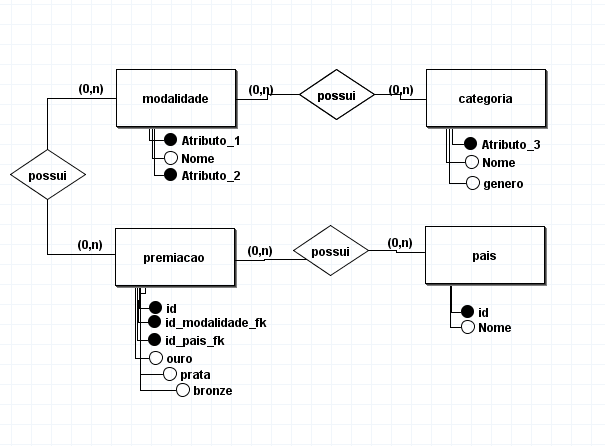 (0,n)
modalidade
(0,n)
possui
(0,n)
categoria
Atributo_1
Nome
Atributo_2
Atributo_3
Nome
genero
possui
(0,n)
premiacao
(0,n)
possui
(0,n)
pais
id
id_modalidade_fk
id_pais_fk
ouro
prata
bronze
id
Nome